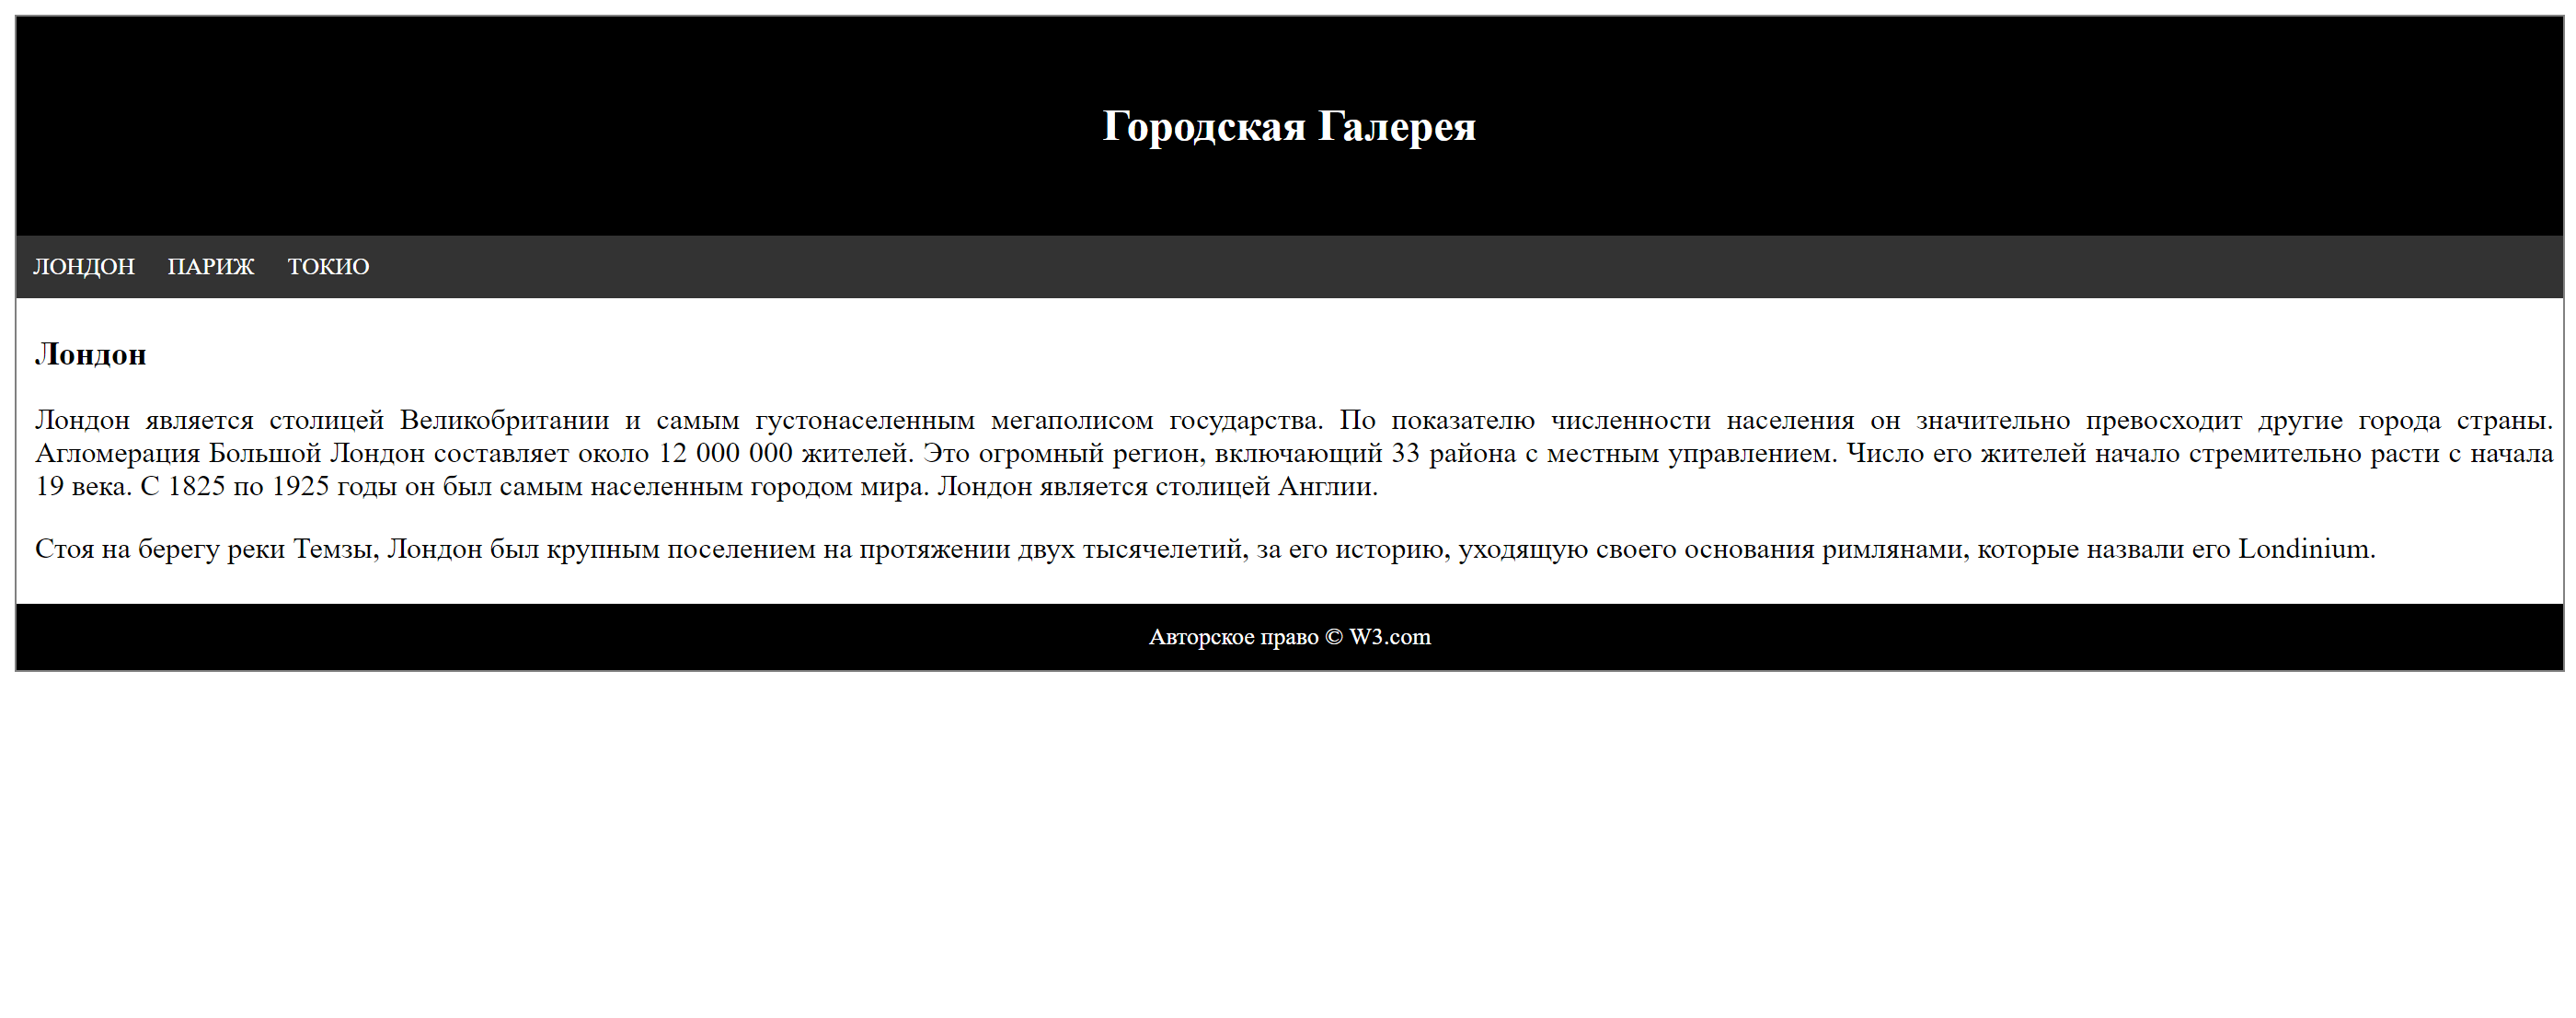 Городская Галерея
ЛОНДОН ПАРИЖ ТОКИО
Лондон
Лондон является столицей Великобритании и самым густонаселенным мегаполисом государства. По показателю численности населения он значительно превосходит другие города страны.
Агломерация Большой Лондон составляет около 12 000 000 жителей. Это огромный регион, включающий 33 района с местным управлением. Число его жителей начало стремительно расти с начала
19 века. С 1825 по 1925 годы он был самым населенным городом мира. Лондон является столицей Англии.
Стоя на берегу реки Темзы, Лондон был крупным поселением на протяжении двух тысячелетий, за его историю, уходящую своего основания римлянами, которые назвали его Londinium.
Авторское право © W3.com